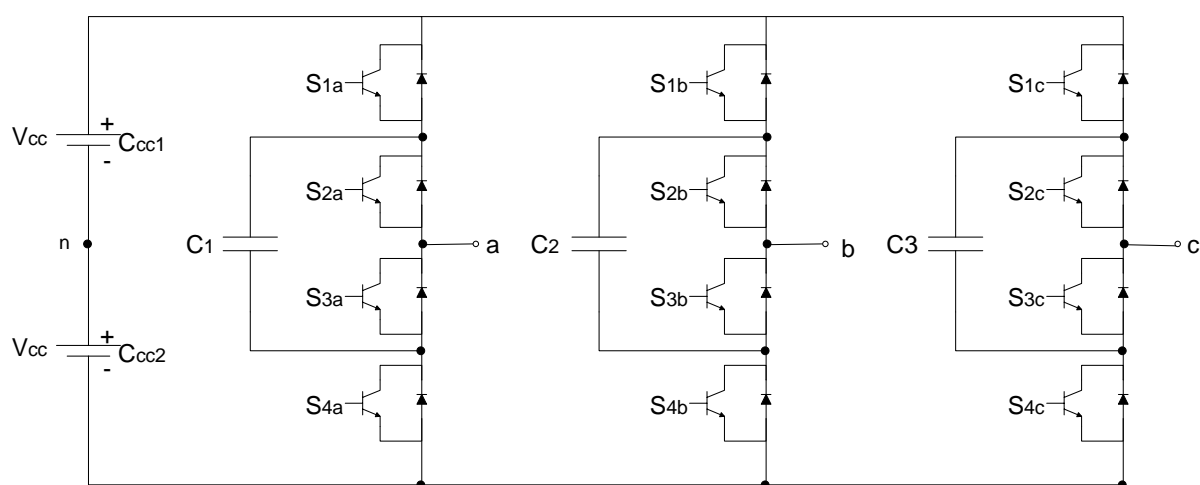 S1a
S1b
S1c
Vcc
+
Ccc1
-
S2a
S2b
S2c
n
C1
a
C2
b
C3
c
S3a
S3b
S3c
Vcc
+
Ccc2
-
S4a
S4b
S4c